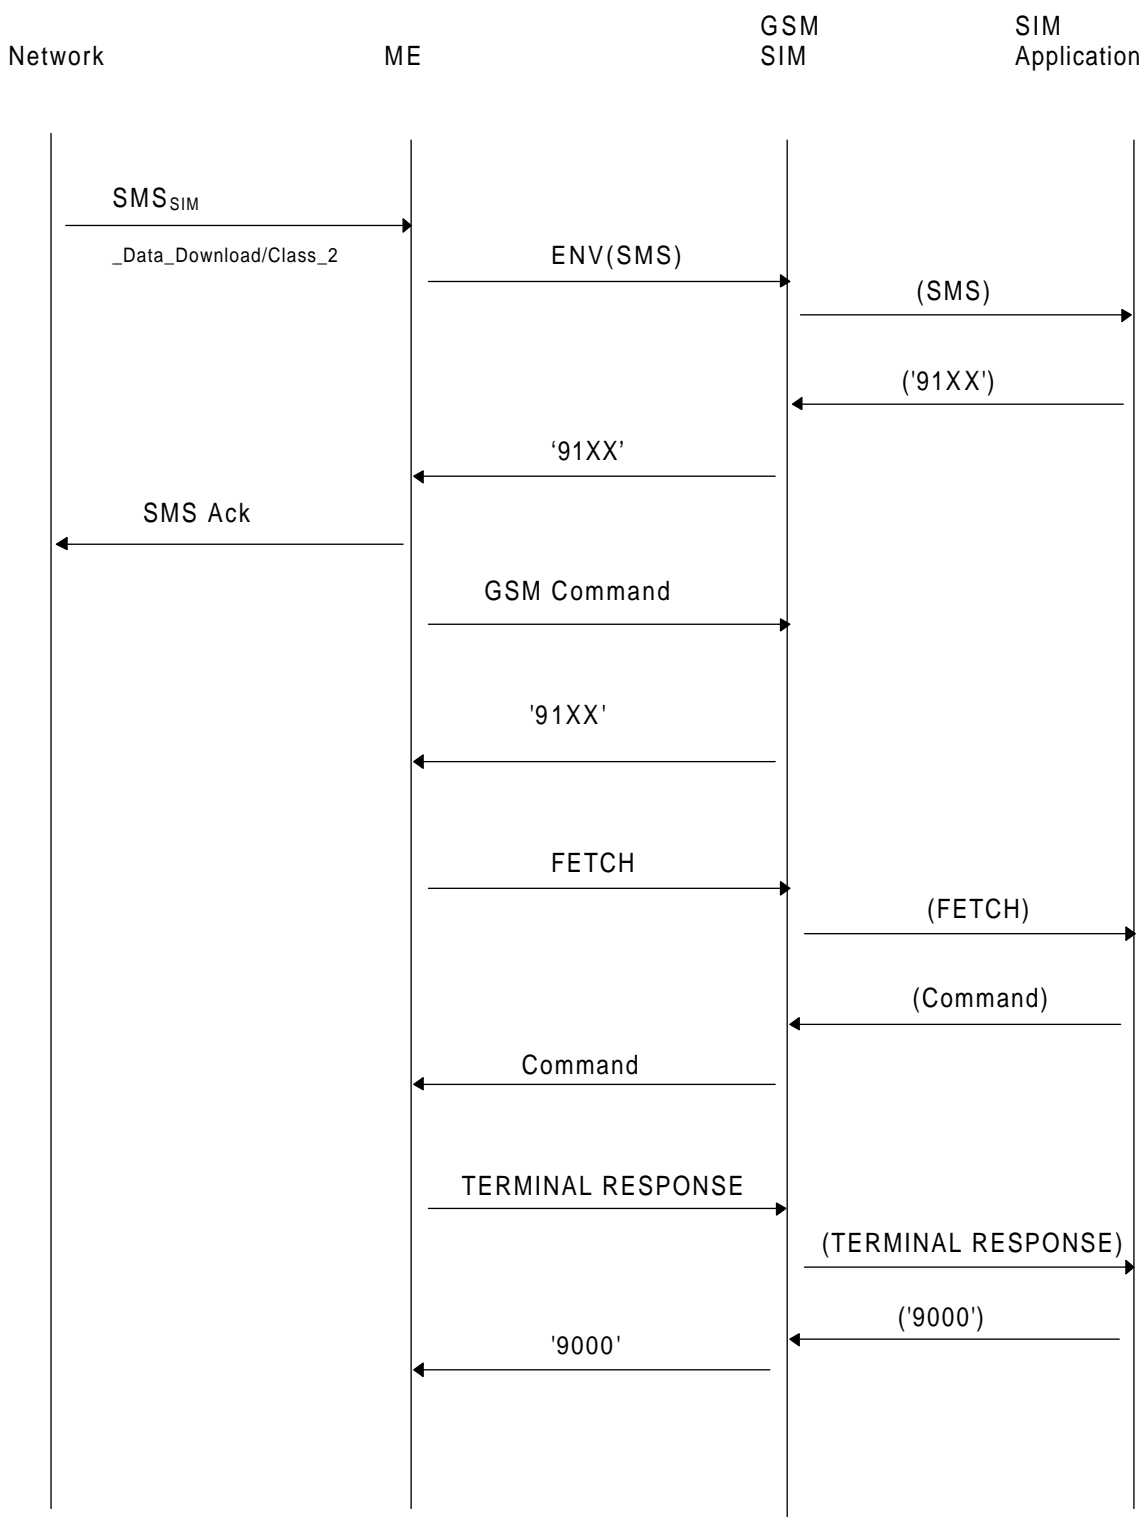 GSM
SIM
SIM
Application
Network
ME
SMSSIM
_Data_Download/Class_2
ENV(SMS)
(SMS)
('91XX')
‘91XX’
SMS Ack
GSM Command
'91XX'
FETCH
(FETCH)
(Command)
Command
TERMINAL RESPONSE
(TERMINAL RESPONSE)
('9000')
'9000'